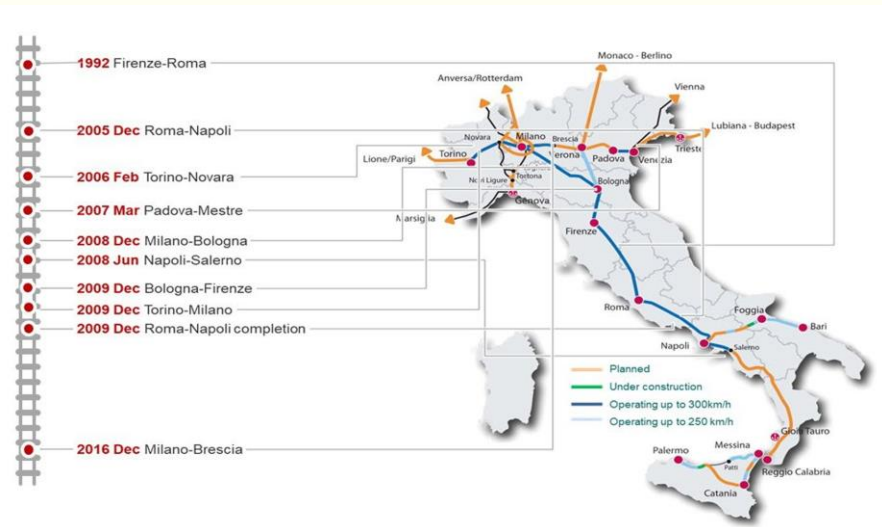 1992 Firenze-Roma
2005 Dec Roma-Napoli
2006 Feb Torino-Novara
2007 Mar Padova-Mestre
2008 Dec Milano-Bologna
2008 Jun Napoli-Salerno
2009 Dec Bologna-Firenze
2009 Dec Torino-Milano
2009 Dec Roma-Napoli completion
2016 Dec Milano-Brescia
Monaco - Berlino
Anversa/Rotterdam
Vienna
Lubiana - Budapest
Novara
Milano
Brescia
Lione/Parigi
Torino
erona
Padova
Venezia
Trieste
Novi Ligure
Tortona
Genova
Bologna
Marsiglia
Firenze
Roma
Foggia
Bari
Napoli
Salerno
Planned
Under construction
Operating up to 300km/h
Operating up to 250 km/h
Gioia Tauro
Messina
Palermo
Patti
Reggio Calabria
Catania